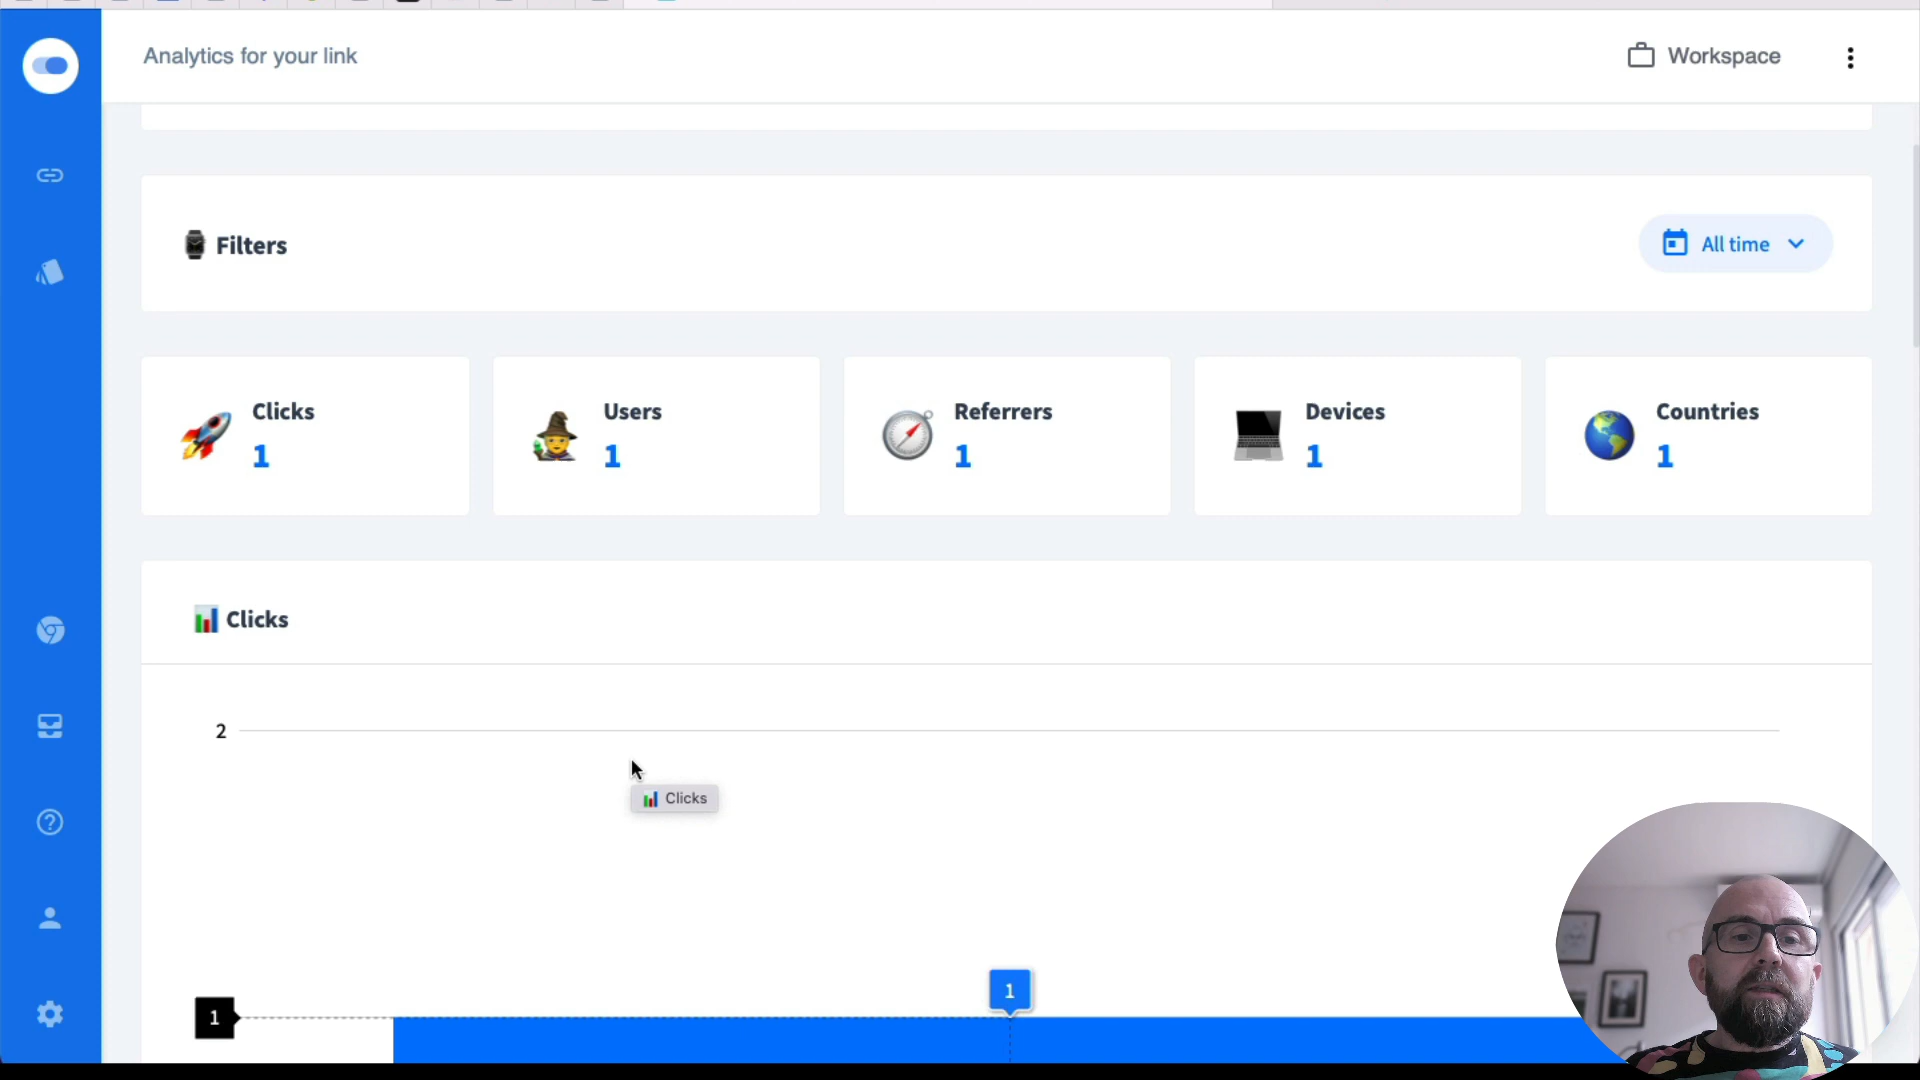 Analytics for your link
Workspace
Filters
All time
Clicks
1
Users
1
Referrers
1
Devices
1
Countries
1
Clicks
2
Clicks
1
1